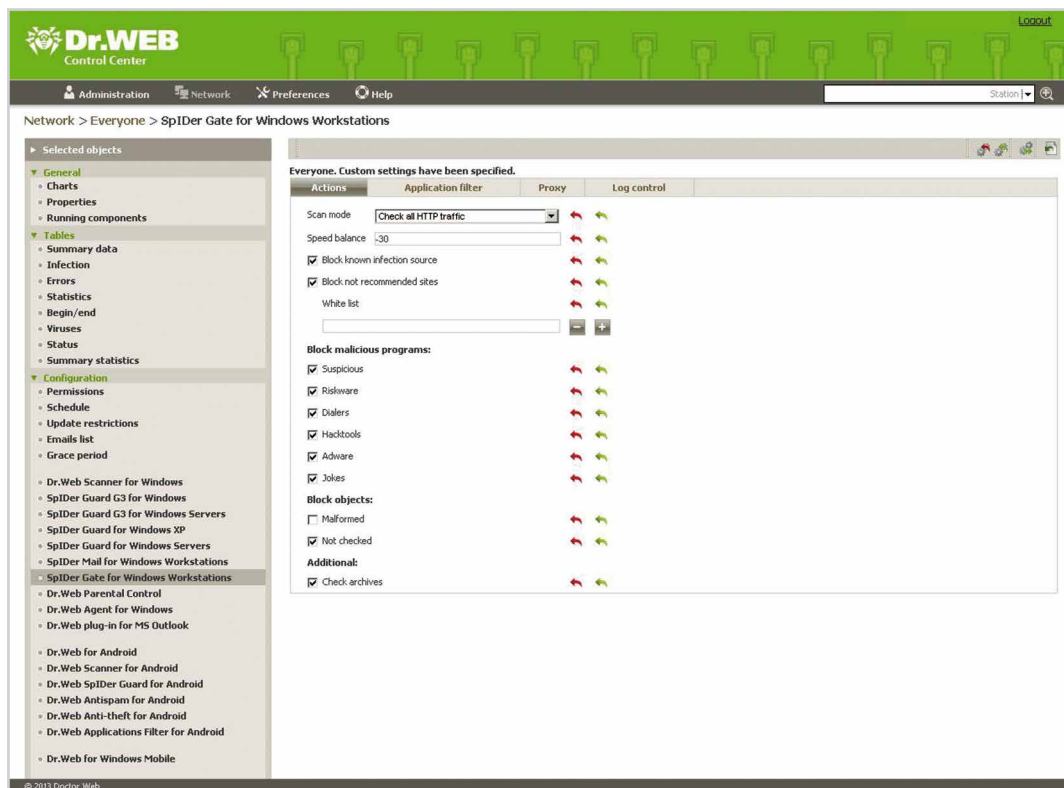 Logout
Dr.WEB
Control Center
Administration Network Preferences Help Station
Network > Everyone > SpIDer Gate for Windows Workstations
Selected objects
General
Charts
Properties
Running components
Tables
Summary data
Infection
Errors
Statistics
Begin/end
Viruses
Status
Summary statistics
Configuration
Permissions
Schedule
Update restrictions
Emails list
Grace period
Dr.Web Scanner for Windows
SpIDer Guard G3 for Windows
SpIDer Guard G3 for Windows Servers
SpIDer Guard for Windows XP
SpIDer Guard for Windows Servers
SpIDer Mail for Windows Workstations
SpIDer Gate for Windows Workstations
Dr.Web Parental Control
Dr.Web Agent for Windows
Dr.Web plug-in for MS Outlook
Dr.Web for Android
Dr.Web Scanner for Android
Dr.Web SpIDer Guard for Android
Dr.Web Antispam for Android
Dr.Web Anti-theft for Android
Dr.Web Applications Filter for Android
Dr.Web for Windows Mobile
Everyone. Custom settings have been specified.
Actions Application filter Proxy Log control
Scan mode Check all HTTP traffic
Speed balance -30
Block known infection source
Block not recommended sites
White list
Block malicious programs:
Suspicious
Riskware
Dialers
Hacktools
Adware
Jokes
Block objects:
Malformed
Not checked
Additional:
Check archives
© 2013 Doctor Web